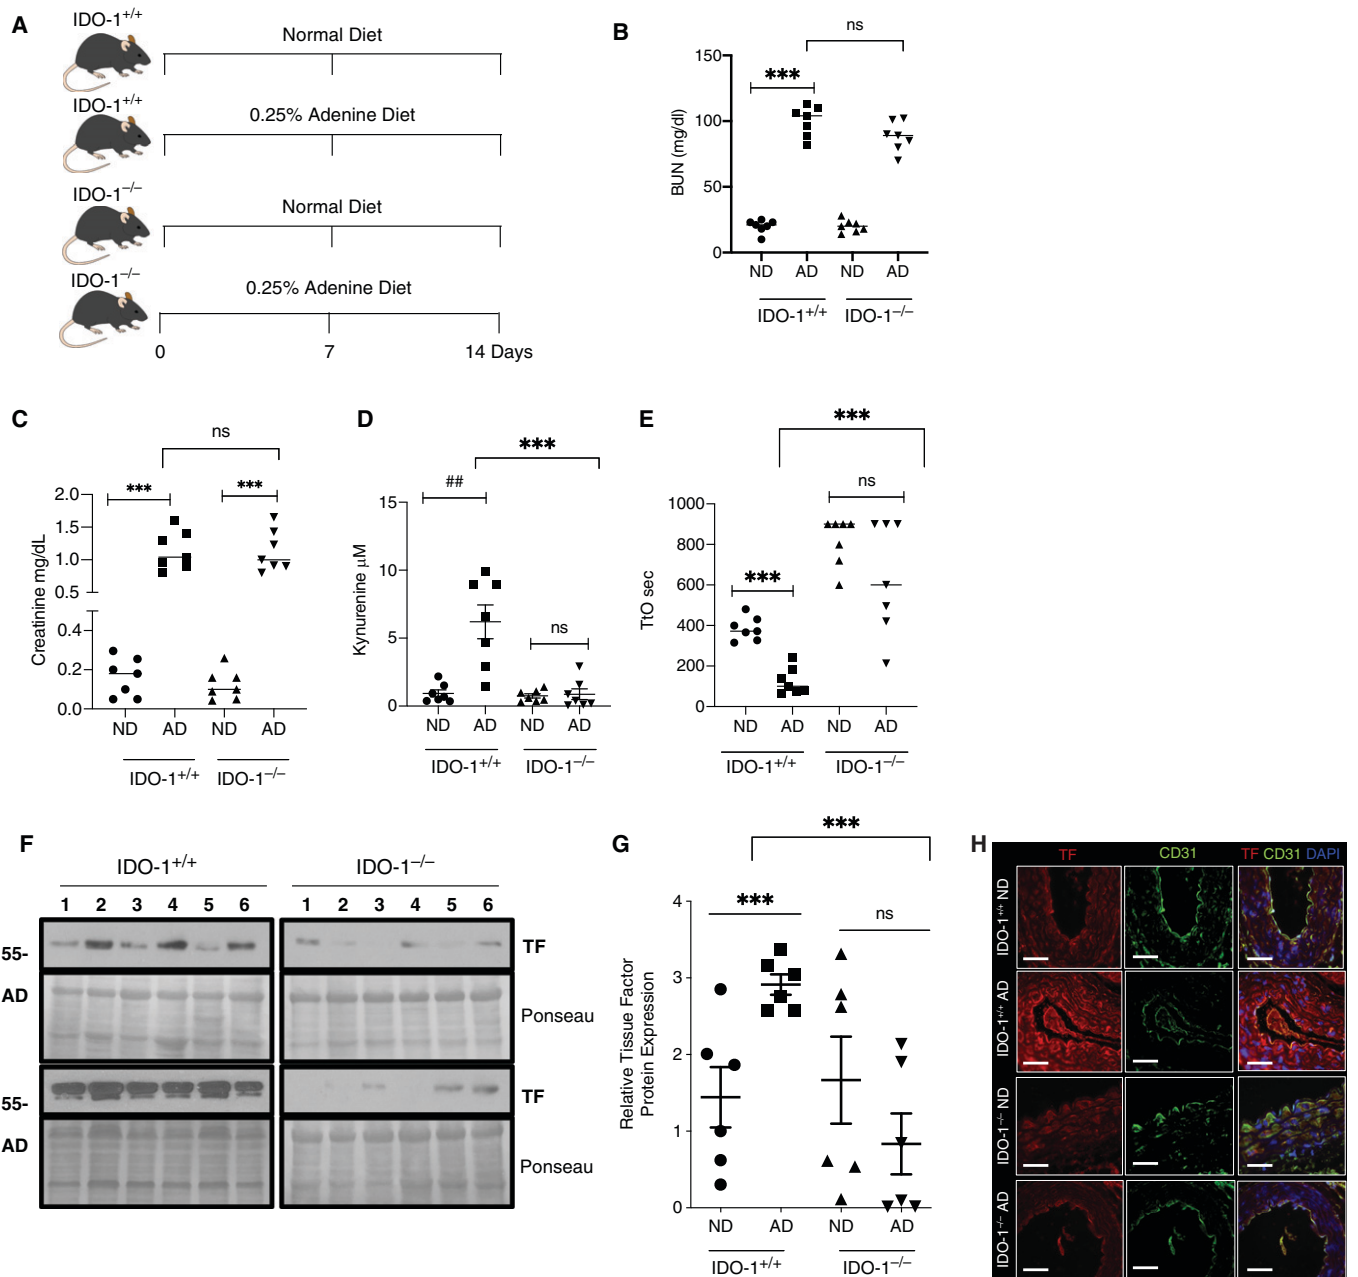 A
IDO-1+/+
Normal Diet
IDO-1+/+
0.25% Adenine Diet
IDO-1–/–
Normal Diet
IDO-1–/–
0.25% Adenine Diet
0 7 14 Days
B
ns
***
150
100
50
0
BUN (mg/dl)
ND AD ND AD
IDO-1+/+ IDO-1–/–
C
ns
*** ***
2.0
1.5
1.0
0.5
0.4
0.2
0.0
Creatinine mg/dL
ND AD ND AD
IDO-1+/+ IDO-1–/–
D
***
##
ns
15
10
5
0
Kynurenine μM
ND AD ND AD
IDO-1+/+ IDO-1–/–
E
***
ns
***
1000
800
600
400
200
0
TtO sec
ND AD ND AD
IDO-1+/+ IDO-1–/–
F
IDO-1+/+ IDO-1–/–
1 2 3 4 5 6 1 2 3 4 5 6
55- TF
AD Ponseau
55- TF
AD Ponseau
G
***
***
ns
4
3
2
1
0
Relative Tissue Factor
Protein Expression
ND AD ND AD
IDO-1+/+ IDO-1–/–
H
TF CD31 TF CD31 DAPI
IDO-1+/+ ND
IDO-1+/+ AD
IDO-1–/– ND
IDO-1–/– AD